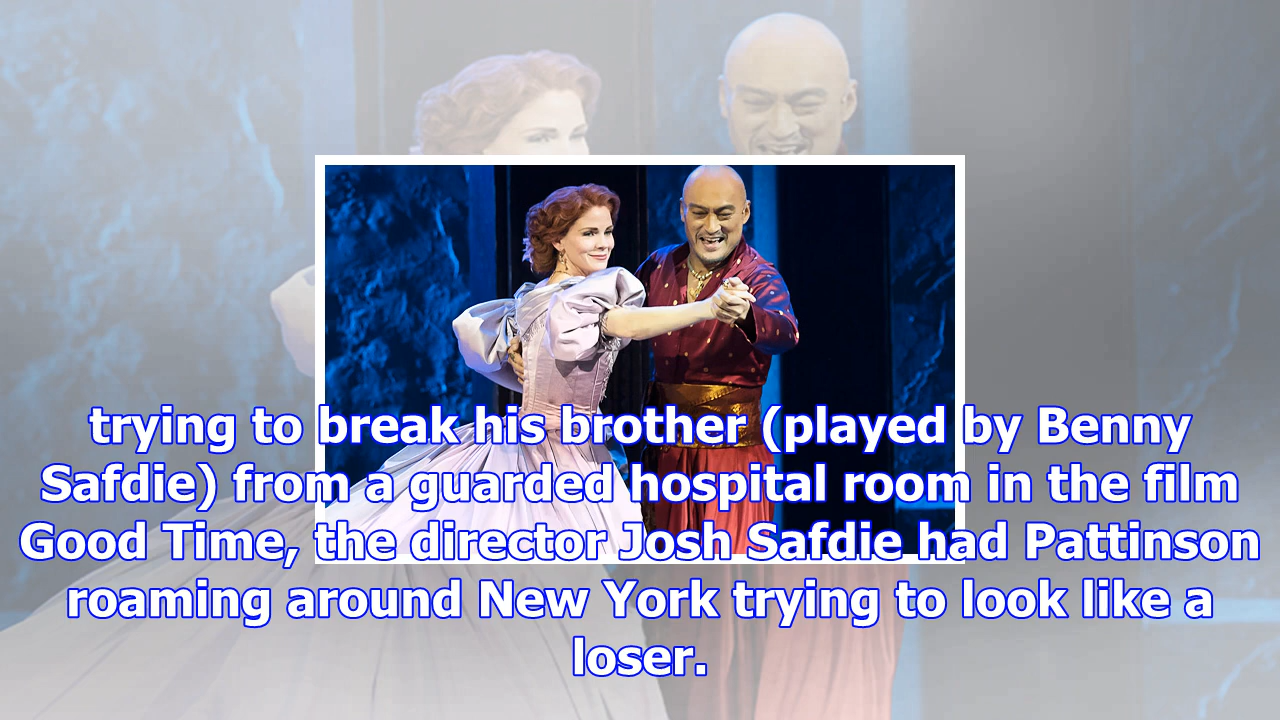 trying to break his brother (played by Benny
Safdie) from a guarded hospital room in the film
Good Time, the director Josh Safdie had Pattinson
roaming around New York trying to look like a
loser.